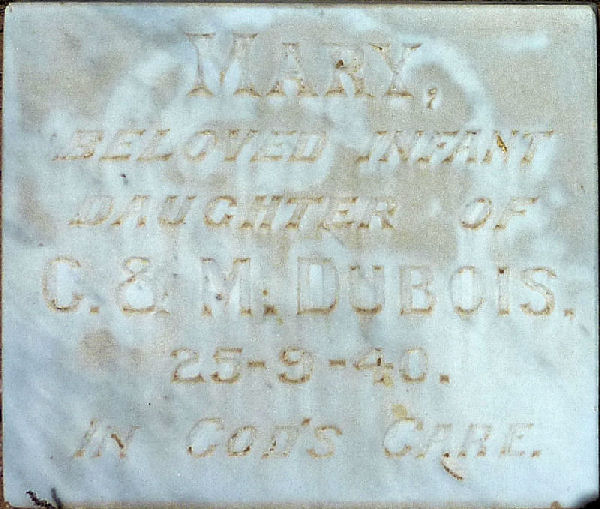 MARY,
BELOVED INFANT
DAUGHTER OF
C. & M. DUBOIS.
25-9-40.
IN GOD'S CARE.